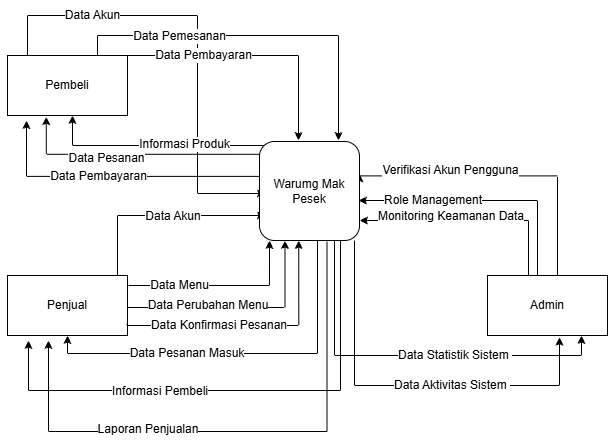 Data Akun
Data Pemesanan
Data Pembayaran
Pembeli
Informasi Produk
Data Pesanan
Data Pembayaran
Verifikasi Akun Pengguna
Warumg Mak
Pesek
Role Management
Data Akun
Monitoring Keamanan Data
Data Menu
Penjual
Data Perubahan Menu
Admin
Data Konfirmasi Pesanan
Data Pesanan Masuk
Data Statistik Sistem
Data Aktivitas Sistem
Informasi Pembeli
Laporan Penjualan